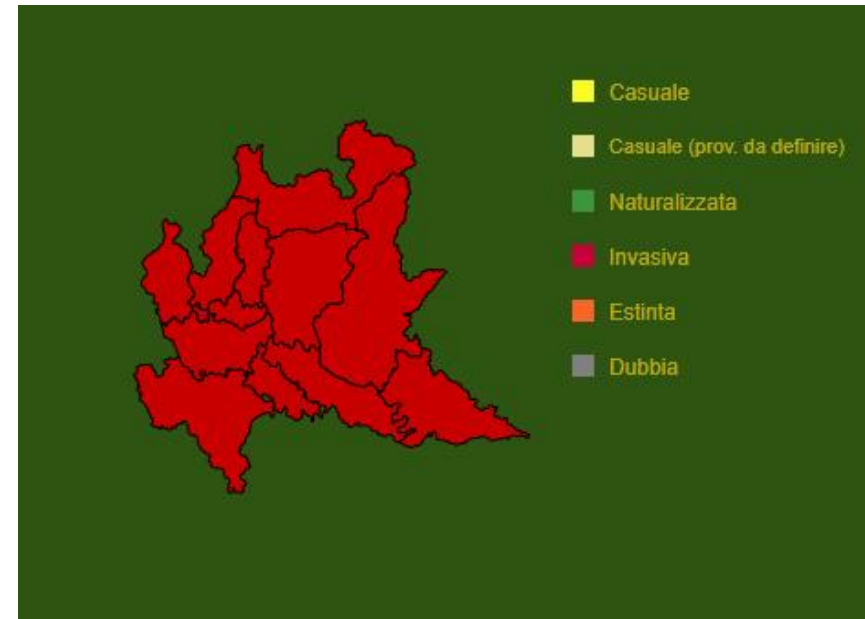 Casuale
Casuale (prov. da definire)
Naturalizzata
Invasiva
Estinta
Dubbia